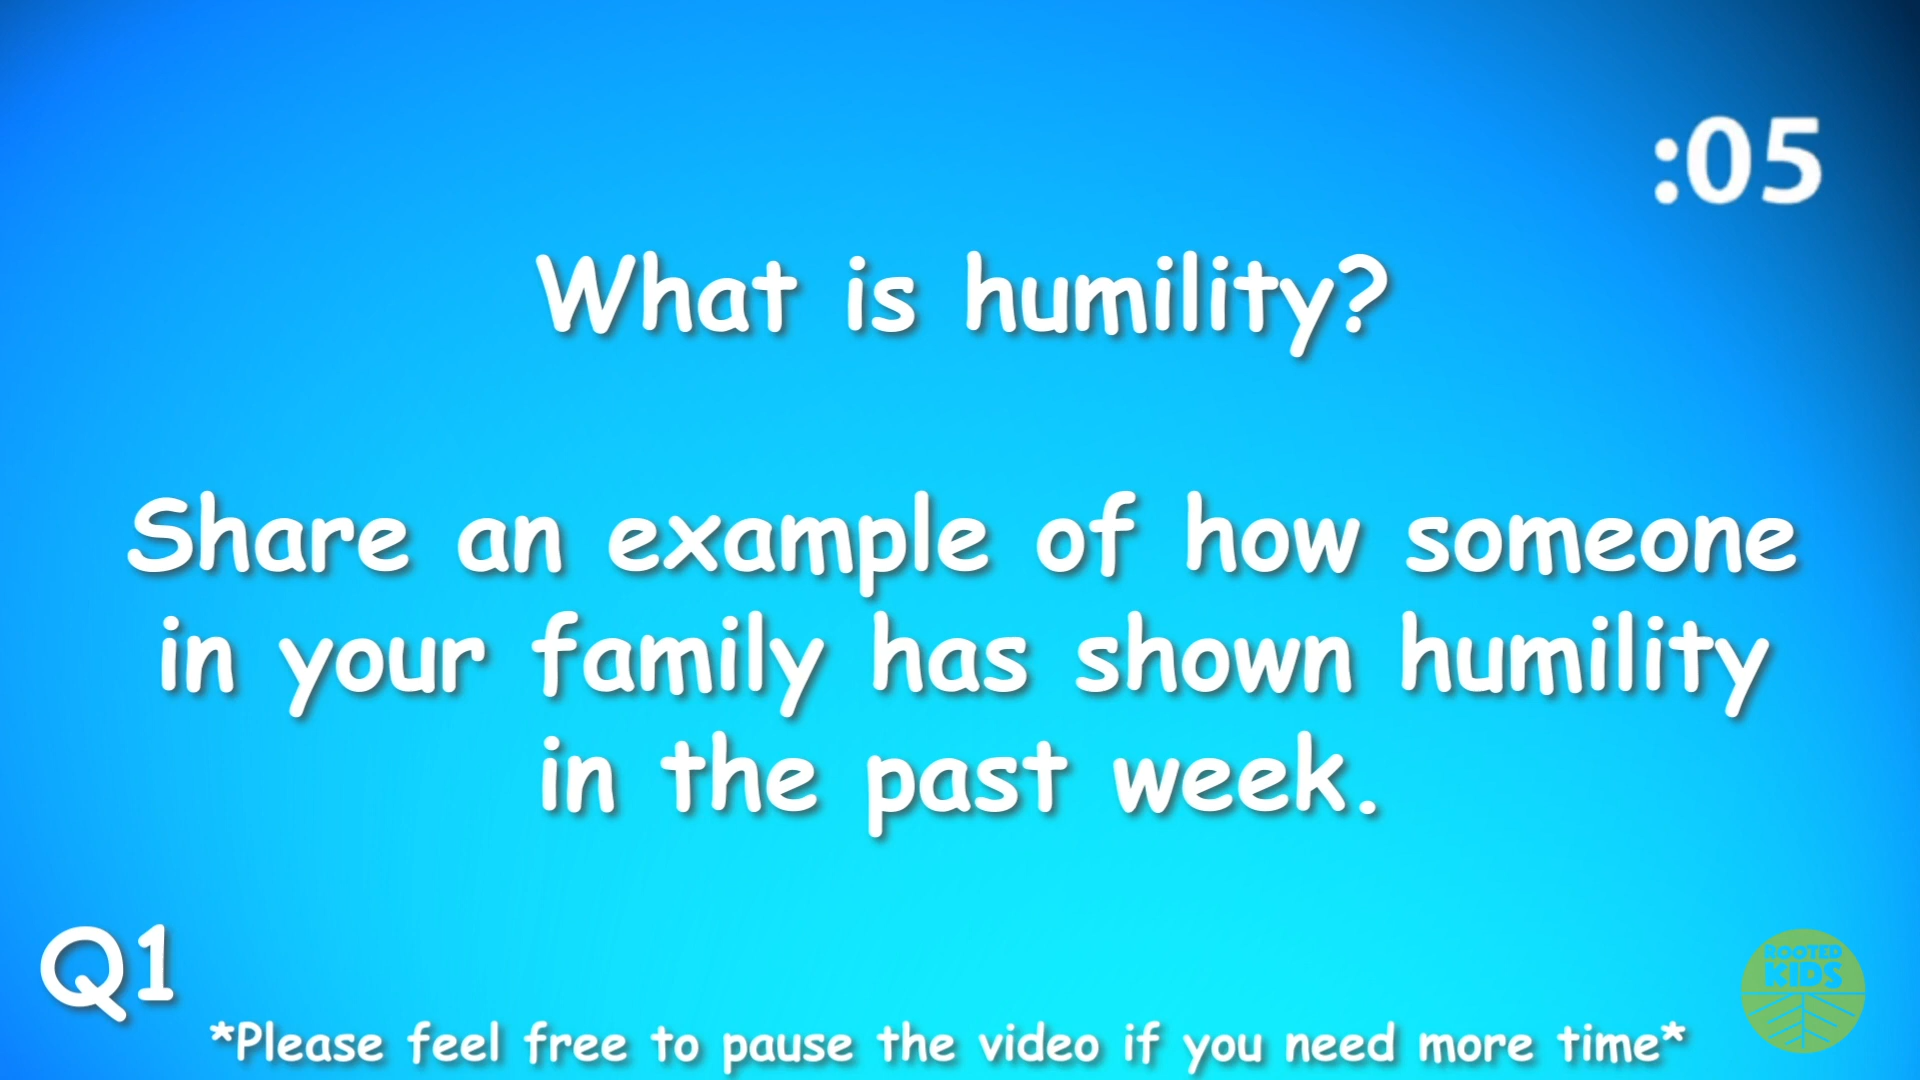 :05
What is humility?
Share an example of how someone
in your family has shown humility
in the past week.
Q1
*Please feel free to pause the video if you need more time*
ROOTED
KIDS